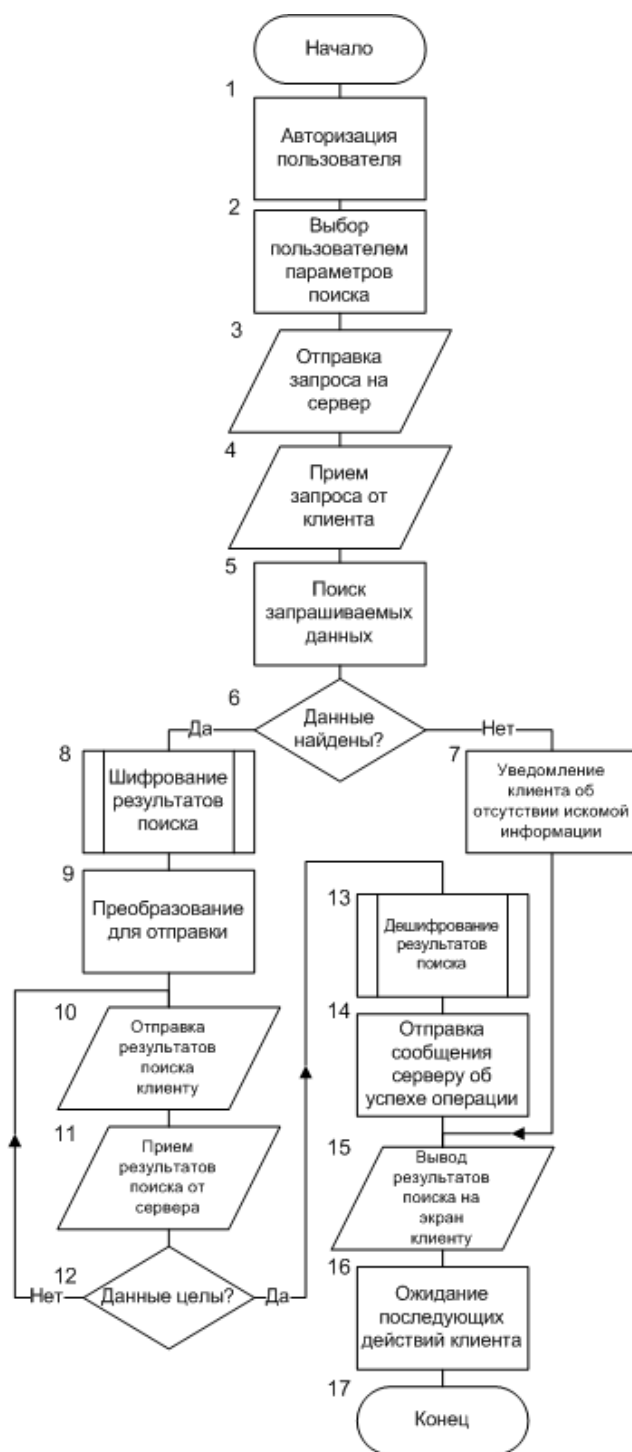 Начало
1
Авторизация
пользователя
2
Выбор
пользователем
параметров
поиска
3
Отправка
запроса на
сервер
4
Прием
запроса от
клиента
5
Поиск
запрашиваемых
данных
6
Данные
найдены?
Да
Нет
8
Шифрование
результатов
поиска
7
Уведомление
клиента об
отсутствии искомой
информации
9
Преобразование
для отправки
10
Отправка
результатов
поиска
клиенту
11
Прием
результатов
поиска от
сервера
12
Данные целы?
Нет
Да
13
Дешифрование
результатов
поиска
14
Отправка
сообщения
серверу об
успехе операции
15
Вывод
результатов
поиска на
экран
клиенту
16
Ожидание
последующих
действий клиента
17
Конец